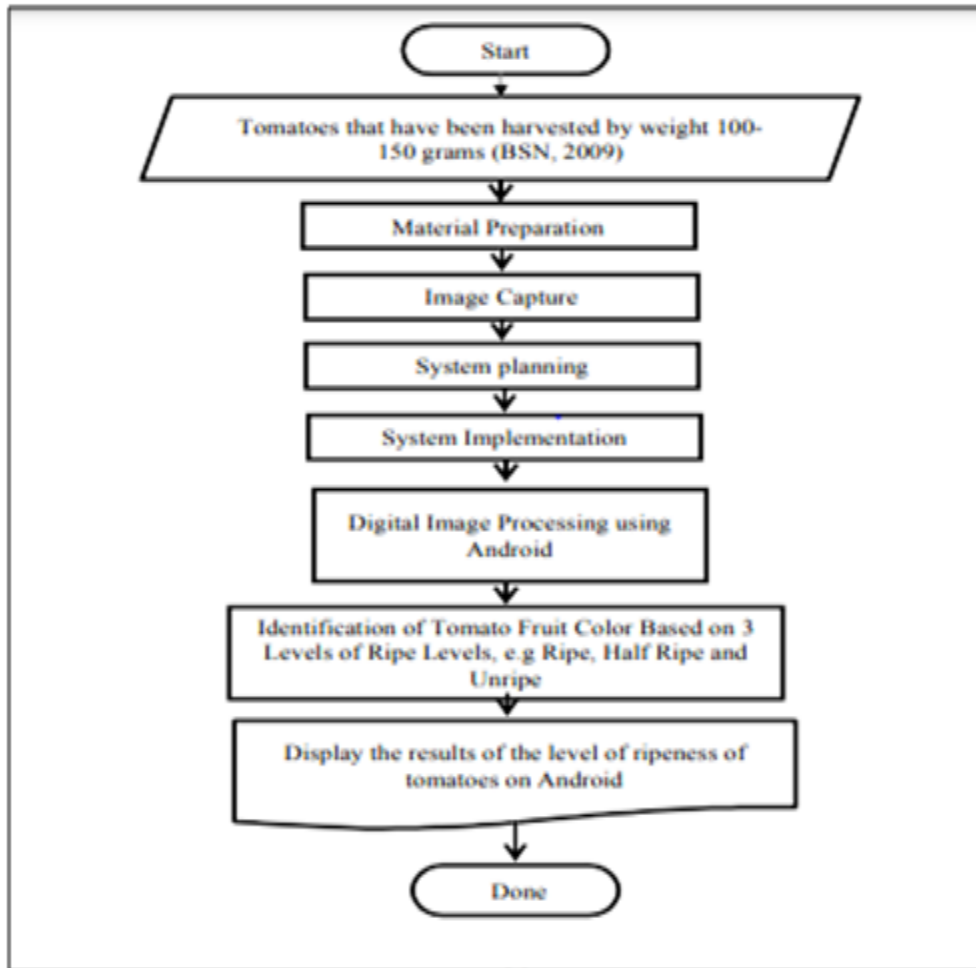 Start
Tomatoes that have been harvested by weight 100-
150 grams (BSN, 2009)
Material Preparation
Image Capture
System planning
System Implementation
Digital Image Processing using
Android
Identification of Tomato Fruit Color Based on 3
Levels of Ripe Levels, e.g Ripe, Half Ripe and
Unripe
Display the results of the level of ripeness of
tomatoes on Android
Done